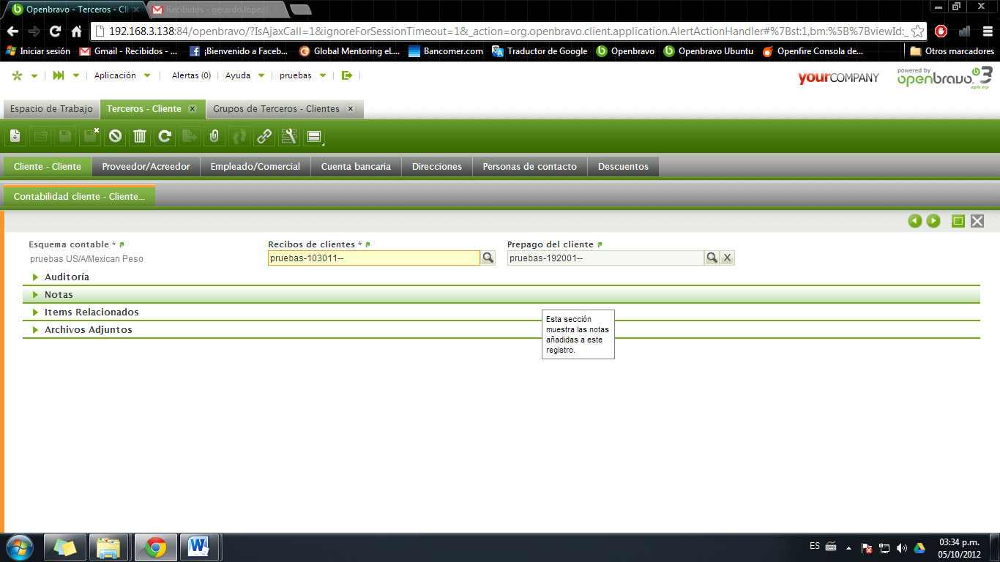 Openbravo - Terceros - Cli
Recibidos - gerardo.lopez
192.168.3.138:84/openbravo/?IsAjaxCall=1&ignoreForSessionTimeout=1&_action=org.openbravo.client.application.AlertActionHandler#%7Bst:1,bm:%5B%7BviewId:_
Iniciar sesión
Gmail - Recibidos - ...
¡Bienvenido a Faceb...
Global Mentoring eL...
Bancomer.com
Traductor de Google
Openbravo
Openbravo Ubuntu
Openfire Consola de...
Otros marcadores
Aplicación
Alertas (0)
Ayuda
pruebas
yourCOMPANY
powered by
openbravo 3
agile erp
Espacio de Trabajo
Terceros - Cliente
Grupos de Terceros - Clientes
Cliente - Cliente
Proveedor/Acreedor
Empleado/Comercial
Cuenta bancaria
Direcciones
Personas de contacto
Descuentos
Contabilidad cliente - Cliente...
Esquema contable *
Recibos de clientes *
Prepago del cliente
pruebas US/A/Mexican Peso
pruebas-103011--
pruebas-192001--
Auditoría
Notas
Items Relacionados
Archivos Adjuntos
Esta sección
muestra las notas
añadidas a este
registro.
ES
03:34 p.m.
05/10/2012